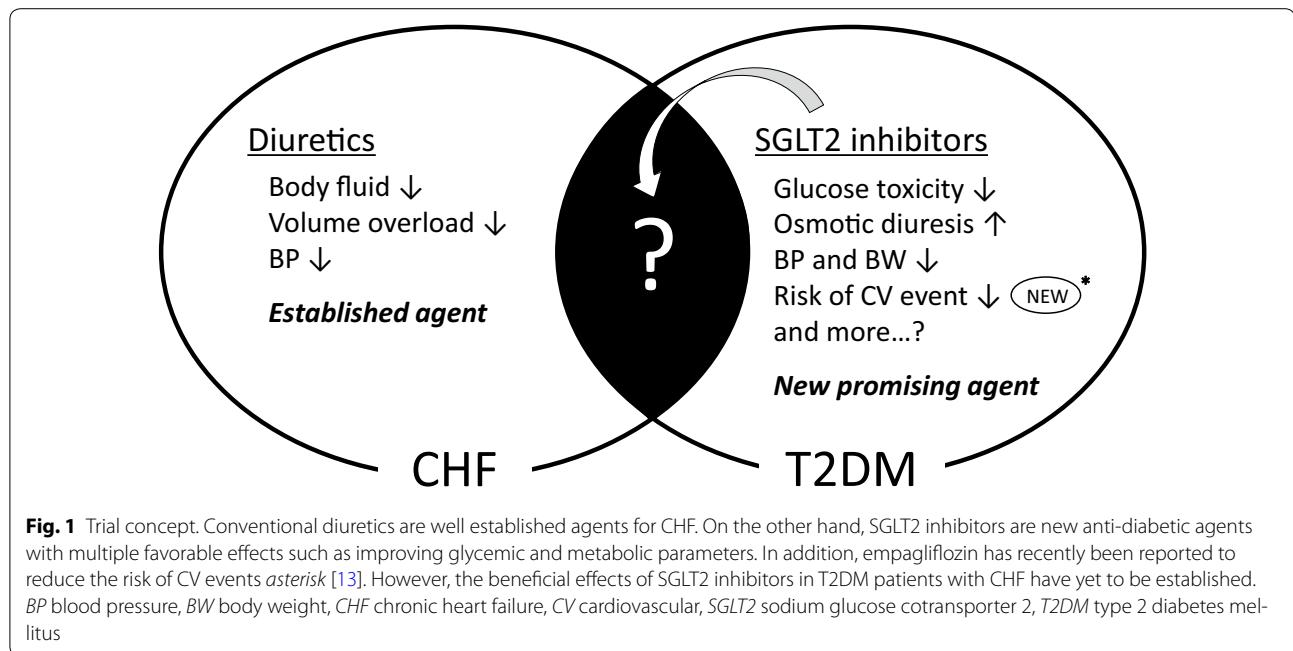 Diuretics
Body fluid ↓
Volume overload ↓
BP ↓
Established agent
?
SGLT2 inhibitors
Glucose toxicity ↓
Osmotic diuresis ↑
BP and BW ↓
Risk of CV event ↓ NEW *
and more...?
New promising agent
CHF
T2DM
Fig. 1 Trial concept. Conventional diuretics are well established agents for CHF. On the other hand, SGLT2 inhibitors are new anti-diabetic agents
with multiple favorable effects such as improving glycemic and metabolic parameters. In addition, empagliflozin has recently been reported to
reduce the risk of CV events asterisk [13]. However, the beneficial effects of SGLT2 inhibitors in T2DM patients with CHF have yet to be established.
BP blood pressure, BW body weight, CHF chronic heart failure, CV cardiovascular, SGLT2 sodium glucose cotransporter 2, T2DM type 2 diabetes mel-
litus